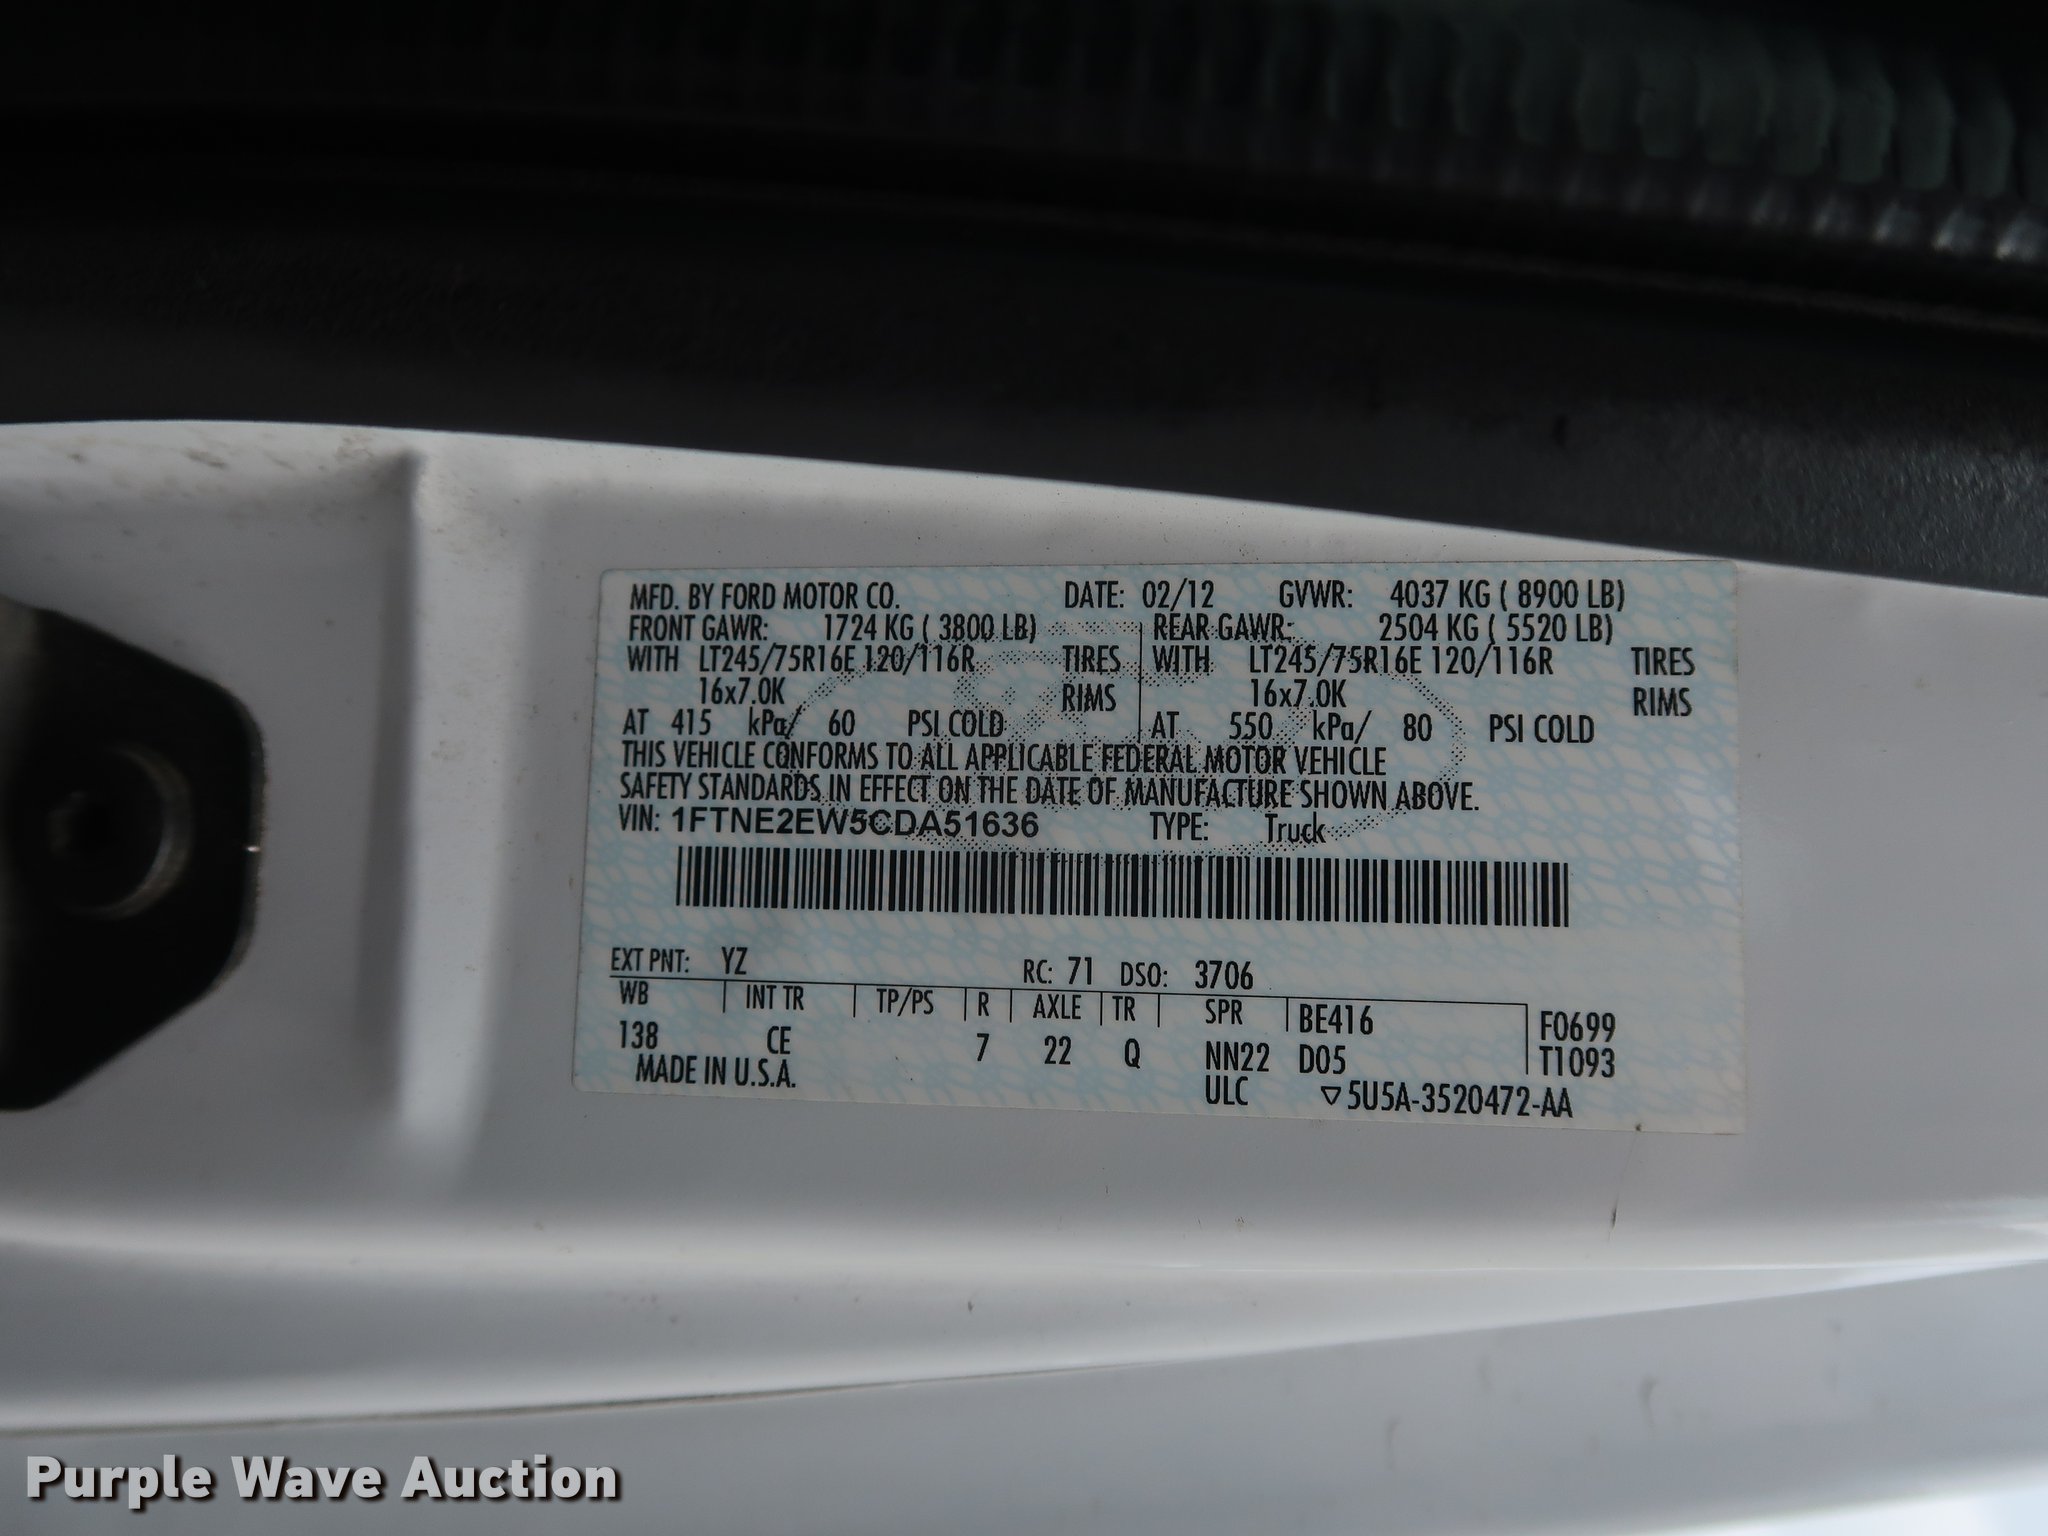 MFD. BY FORD MOTOR CO. DATE: 02/12 GVWR: 4037 KG ( 8900 LB)
FRONT GAWR: 1724 KG ( 3800 LB) REAR GAWR: 2504 KG ( 5520 LB)
WITH LT245/75R16E 120/116R TIRES WITH LT245/75R16E 120/116R TIRES
16x7.0K RIMS 16x7.0K RIMS
AT 415 kPa/ 60 PSI COLD AT 550 kPa/ 80 PSI COLD
THIS VEHICLE CONFORMS TO ALL APPLICABLE FEDERAL MOTOR VEHICLE
SAFETY STANDARDS IN EFFECT ON THE DATE OF MANUFACTURE SHOWN ABOVE.
VIN: 1FTNE2EW5CDA51636 TYPE: Truck
EXT PNT: YZ RC: 71 DSO: 3706
WB INT TR TP/PS R AXLE TR SPR BE416 F0699
138 CE 7 22 Q NN22 D05 T1093
MADE IN U.S.A. ULC ▽5U5A-3520472-AA
Purple Wave Auction